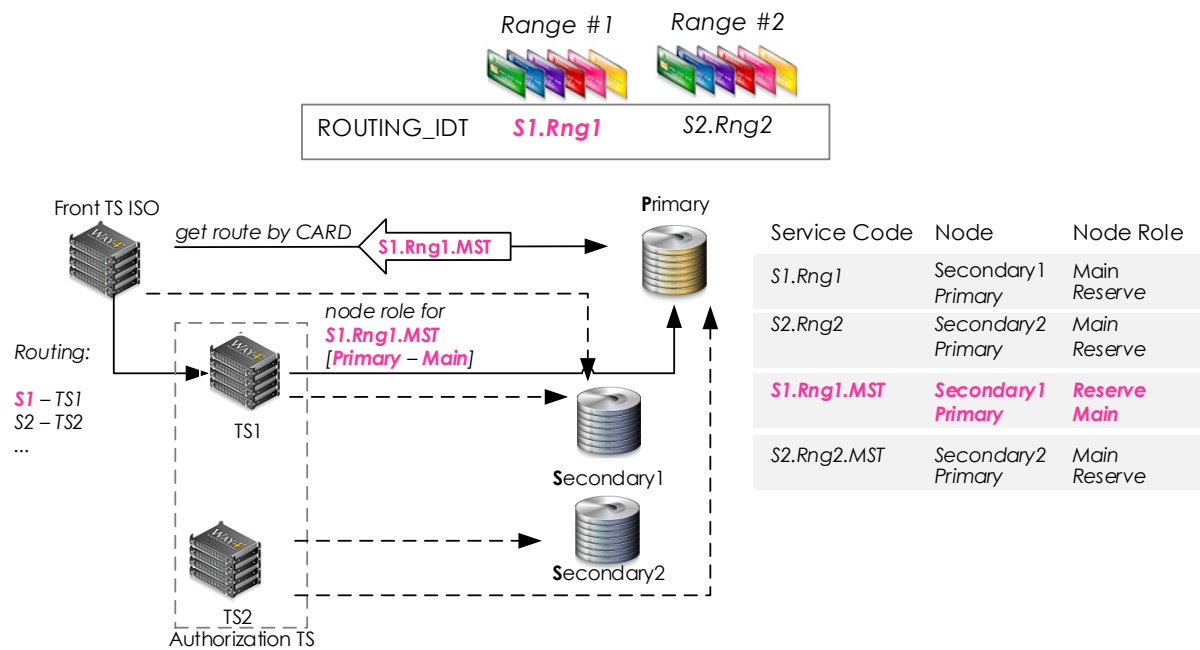 Range #1
Range #2
ROUTING_IDT S1.Rng1 S2.Rng2
Front TS ISO
WAY4
get route by CARD
S1.Rng1.MST
Primary
Service Code Node Node Role
S1.Rng1 Secondary1 Main
Primary Reserve
S2.Rng2 Secondary2 Main
Primary Reserve
S1.Rng1.MST Secondary1 Reserve
Primary Main
S2.Rng2.MST Secondary2 Main
Primary Reserve
node role for
S1.Rng1.MST
[Primary – Main]
Routing:
S1 – TS1
S2 – TS2
...
WAY4
TS1
Secondary1
WAY4
TS2
Secondary2
Authorization TS